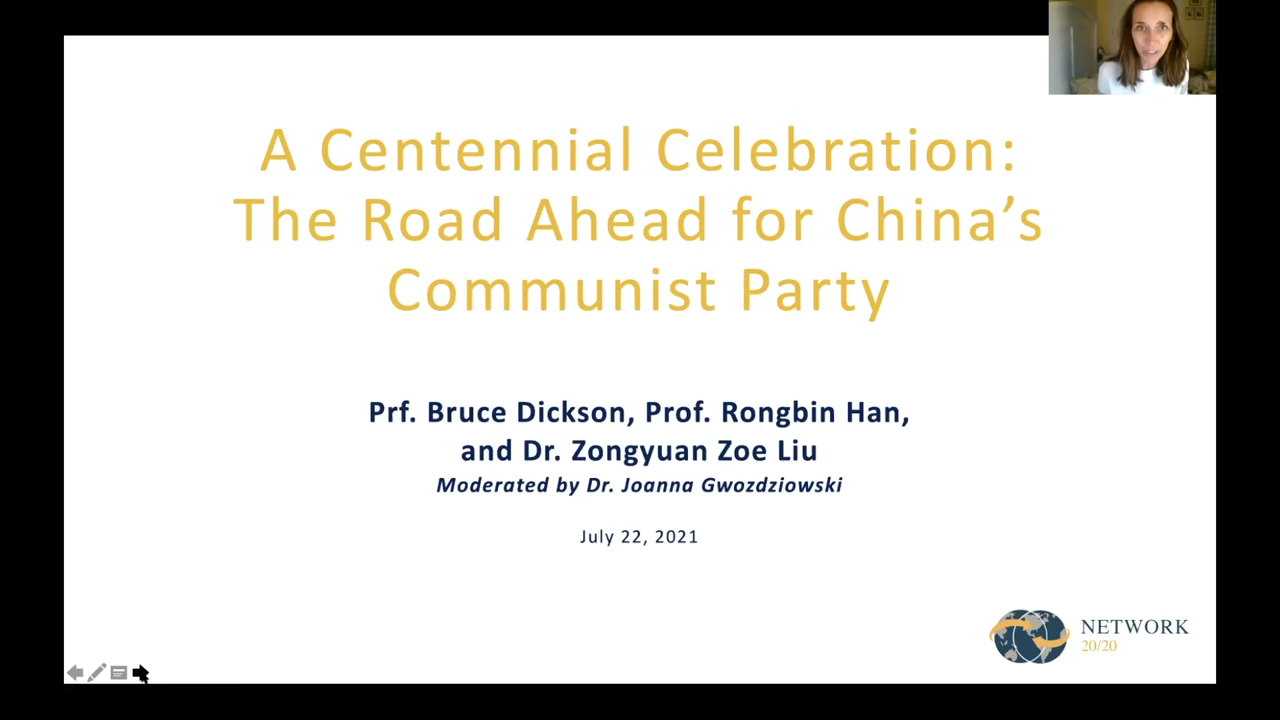 A Centennial Celebration:
The Road Ahead for China’s
Communist Party
Prf. Bruce Dickson, Prof. Rongbin Han,
and Dr. Zongyuan Zoe Liu
Moderated by Dr. Joanna Gwozdziowski
July 22, 2021
NETWORK
20/20